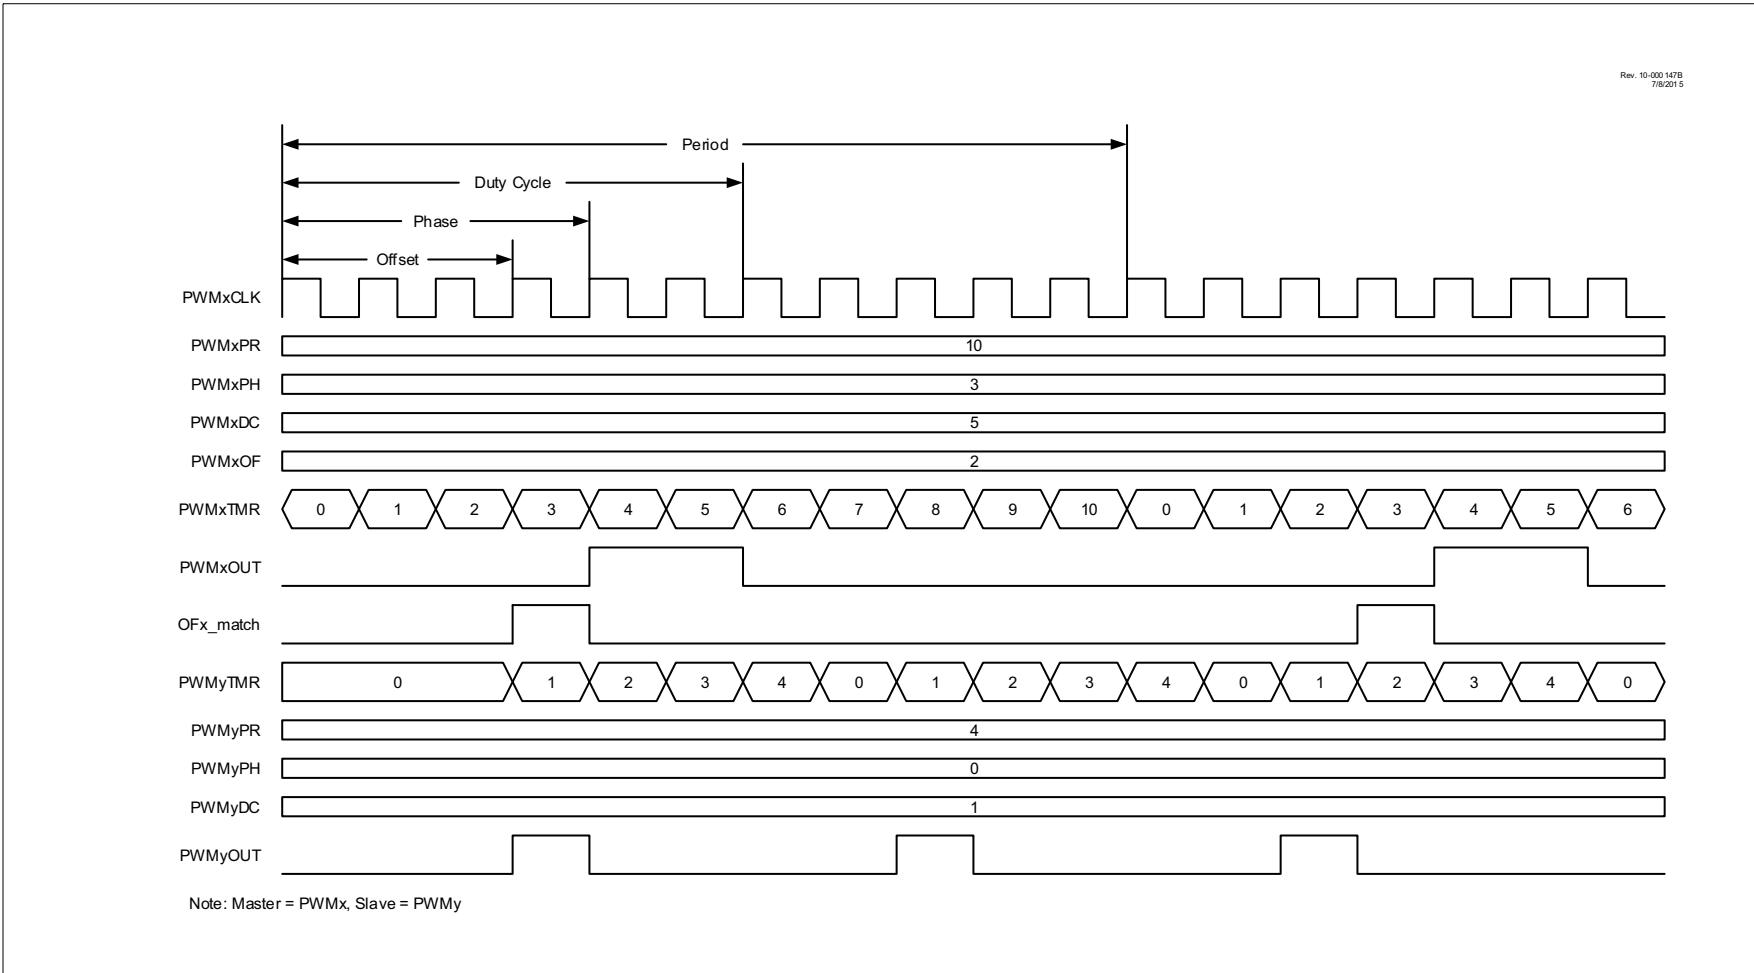 Rev. 10-000 147B
7/8/201 5
Period
Duty Cycle
Phase
Offset
PWMxCLK
PWMxPR 10
PWMxPH 3
PWMxDC 5
PWMxOF 2
PWMxTMR 0 1 2 3 4 5 6 7 8 9 10 0 1 2 3 4 5 6
PWMxOUT
OFx_match
PWMyTMR 0 1 2 3 4 0 1 2 3 4 0 1 2 3 4 0
PWMyPR 4
PWMyPH 0
PWMyDC 1
PWMyOUT
Note: Master = PWMx, Slave = PWMy